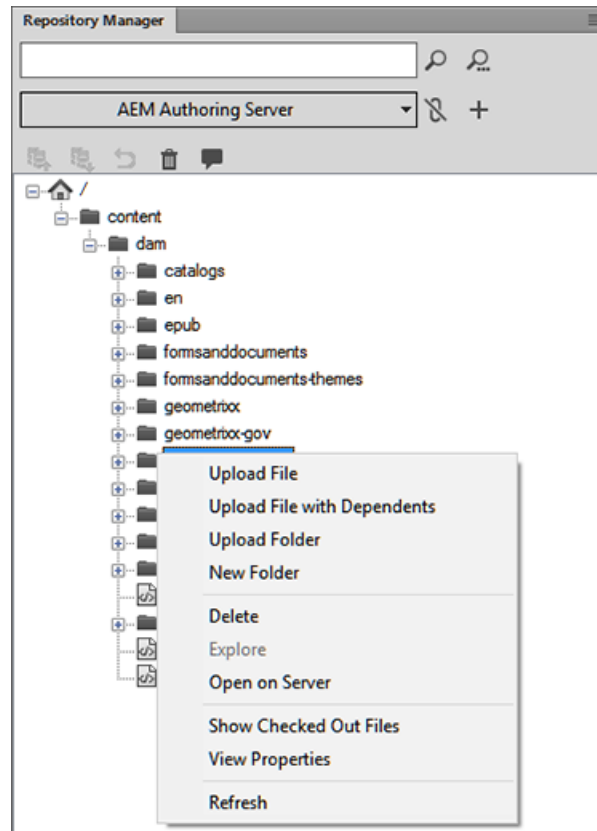 Repository Manager
AEM Authoring Server
/
content
dam
catalogs
en
epub
formsanddocuments
formsanddocuments-themes
geometrixx
geometrixx-gov
Upload File
Upload File with Dependents
Upload Folder
New Folder
Delete
Explore
Open on Server
Show Checked Out Files
View Properties
Refresh